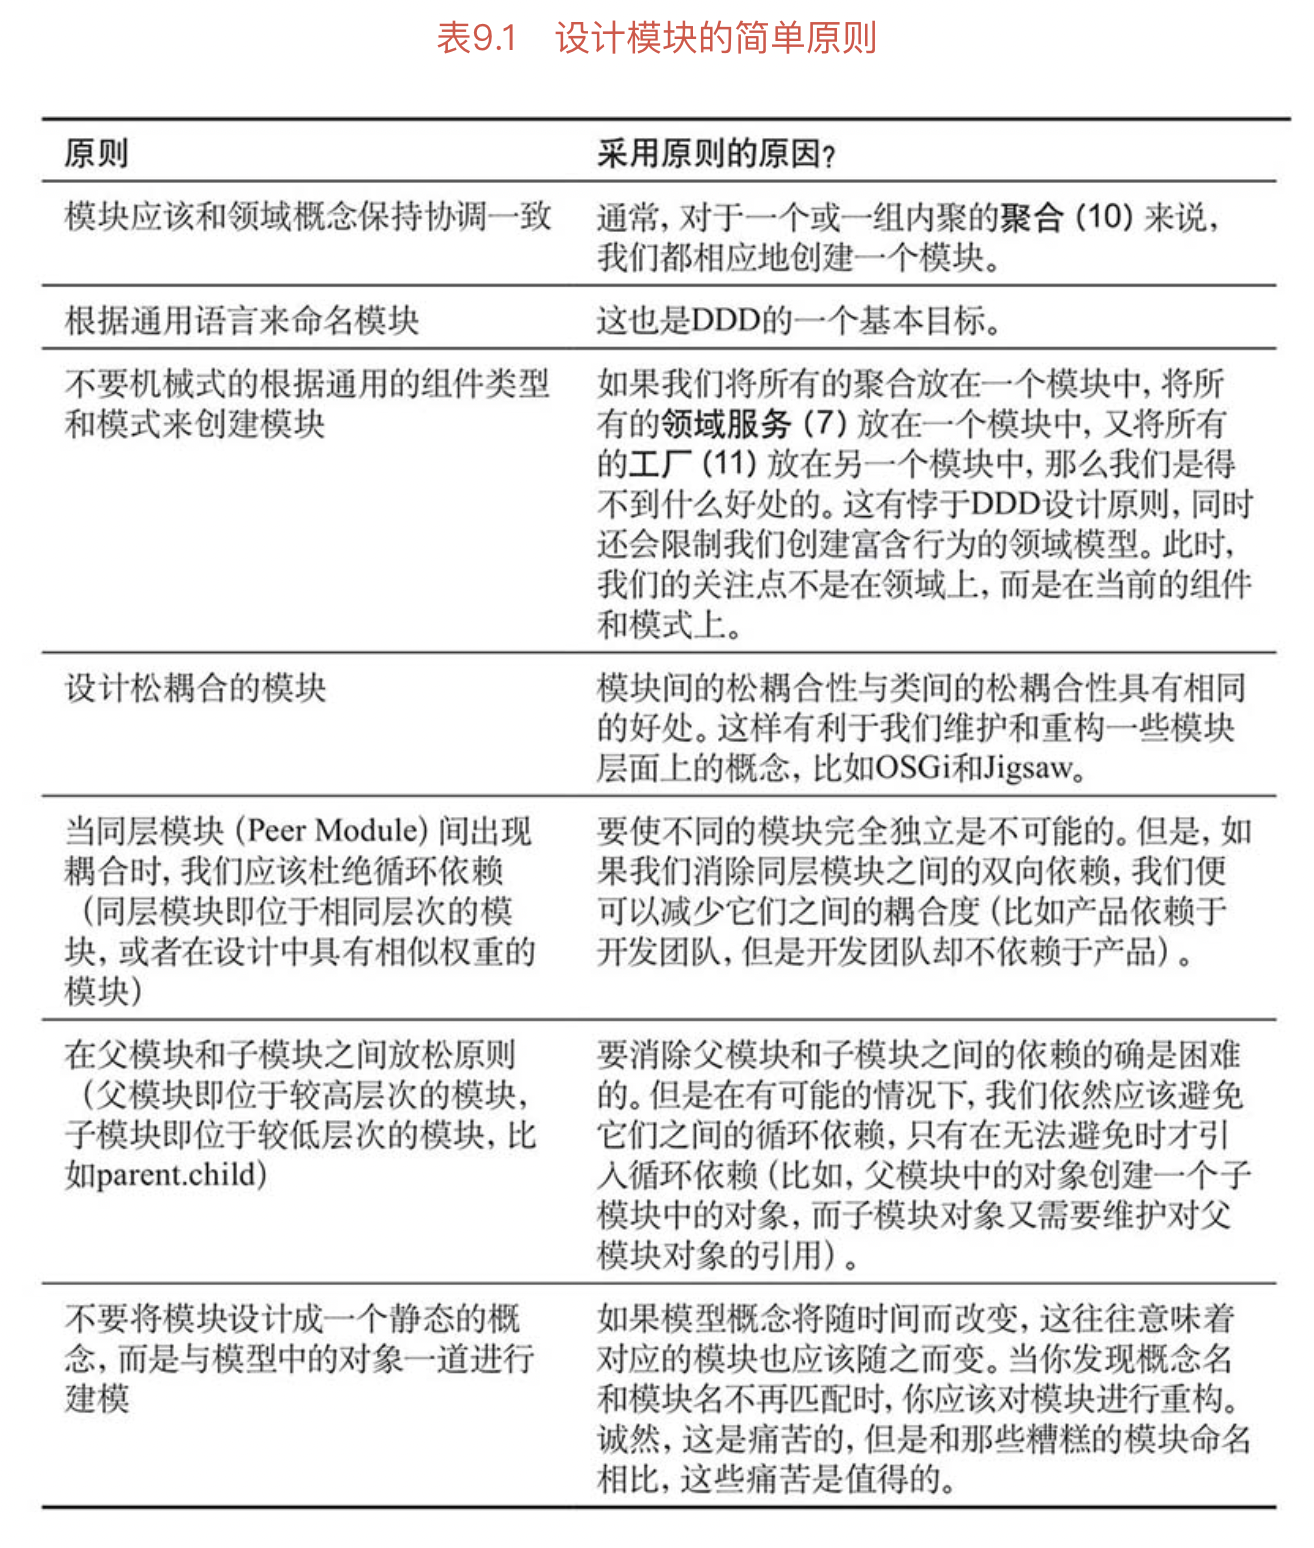 表9.1 设计模块的简单原则
原则
采用原则的原因?
模块应该和领域概念保持协调一致
通常, 对于一个或一组内聚的聚合 (10) 来说,
我们都相应地创建一个模块。
根据通用语言来命名模块
这也是DDD的一个基本目标。
不要机械式的根据通用的组件类型
和模式来创建模块
如果我们将所有的聚合放在一个模块中, 将所
有的领域服务 (7) 放在一个模块中, 又将所有
的工厂 (11) 放在另一个模块中, 那么我们是得
不到什么好处的。这有悖于DDD设计原则, 同时
还会限制我们创建富含行为的领域模型。此时,
我们的关注点不是在领域上, 而是在当前的组件
和模式上。
设计松耦合的模块
模块间的松耦合性与类间的松耦合性具有相同
的好处。这样有利于我们维护和重构一些模块
层面上的概念, 比如OSGi和Jigsaw。
当同层模块 (Peer Module) 间出现
耦合时, 我们应该杜绝循环依赖
(同层模块即位于相同层次的模
块, 或者在设计中具有相似权重的
模块)
要使不同的模块完全独立是不可能的。但是, 如
果我们消除同层模块之间的双向依赖, 我们便
可以减少它们之间的耦合度 (比如产品依赖于
开发团队, 但是开发团队却不依赖于产品) 。
在父模块和子模块之间放松原则
(父模块即位于较高层次的模块,
子模块即位于较低层次的模块, 比
如parent.child)
要消除父模块和子模块之间的依赖的确是困难
的。但是在有可能的情况下, 我们依然应该避免
它们之间的循环依赖, 只有在无法避免时才引
入循环依赖 (比如, 父模块中的对象创建一个子
模块中的对象, 而子模块对象又需要维护对父
模块对象的引用) 。
不要将模块设计成一个静态的概
念, 而是与模型中的对象一道进行
建模
如果模型概念将随时间而改变, 这往往意味着
对应的模块也应该随之而变。当你发现概念名
和模块名不再匹配时, 你应该对模块进行重构。
诚然, 这是痛苦的, 但是和那些糟糕的模块命名
相比, 这些痛苦是值得的。